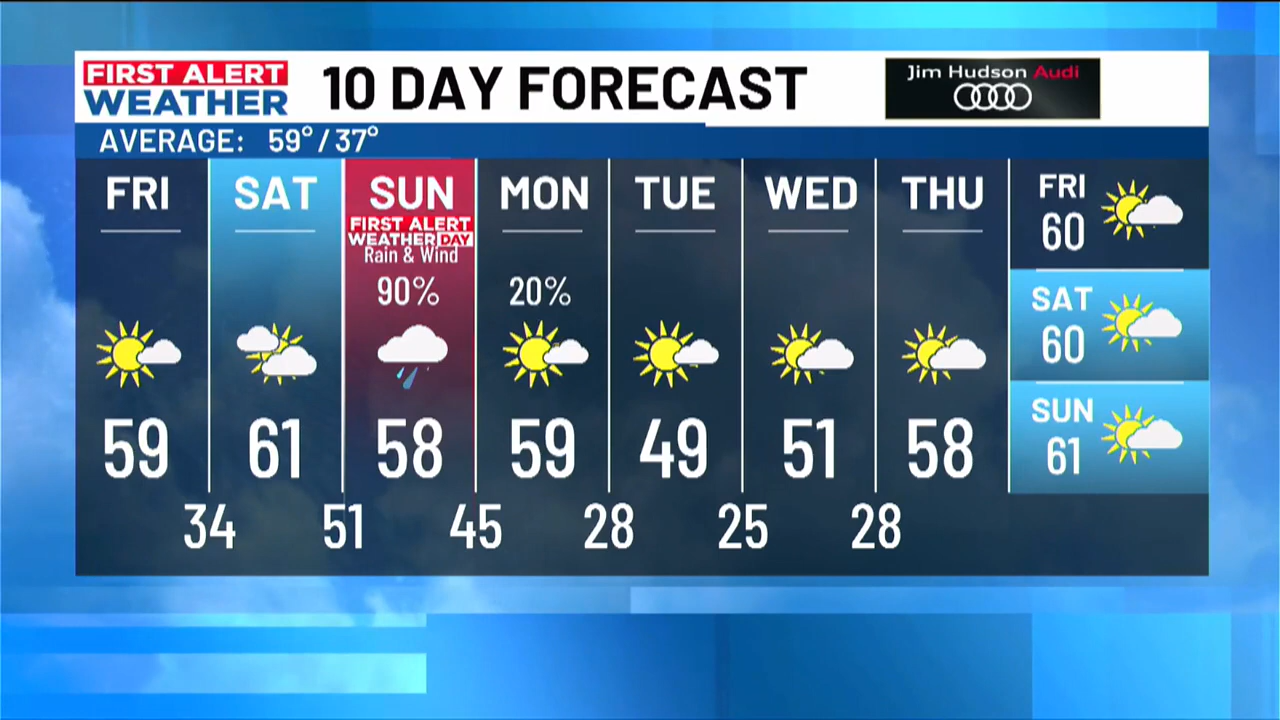 FIRST ALERT
WEATHER
10 DAY FORECAST
Jim Hudson Audi
AVERAGE: 59°/37°
FRI
SAT
SUN
MON
TUE
WED
THU
FIRST ALERT
WEATHER DAY
Rain & Wind
90%
20%
59
61
58
59
49
51
58
34
51
45
28
25
28
FRI
60
SAT
60
SUN
61